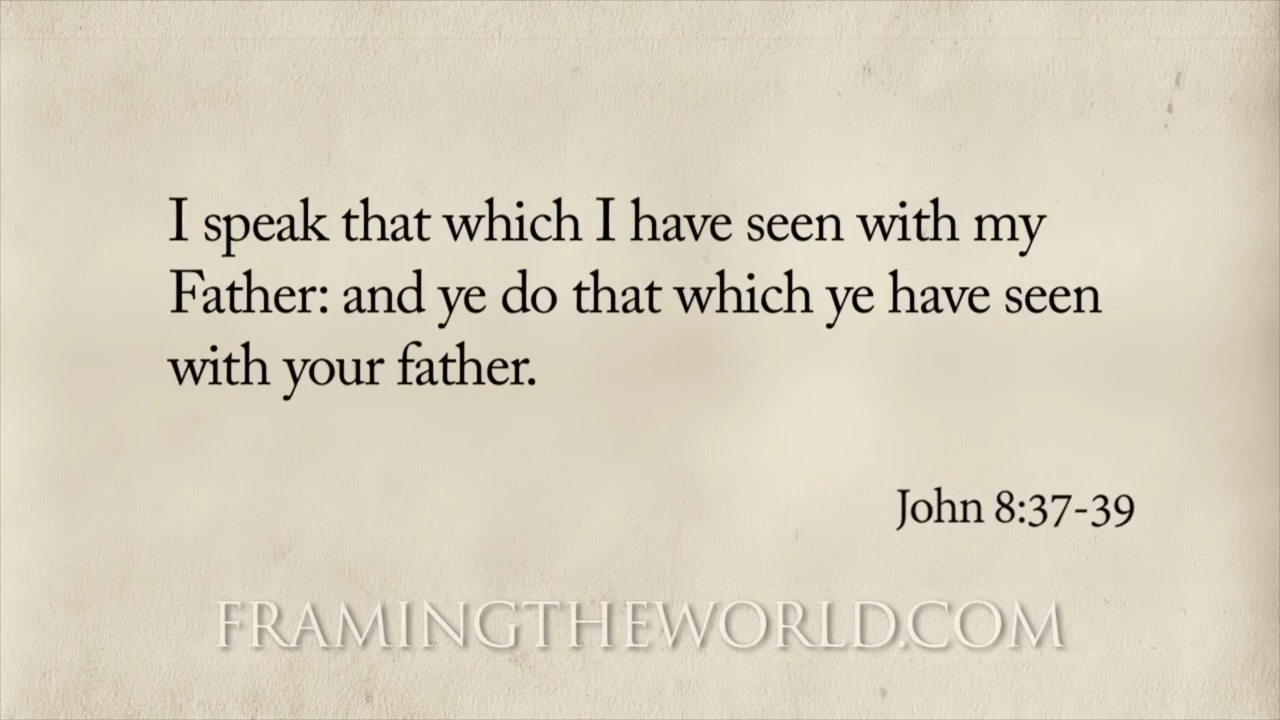 I speak that which I have seen with my
Father: and ye do that which ye have seen
with your father.
John 8:37-39
FRAMINGTHEWORLD.COM